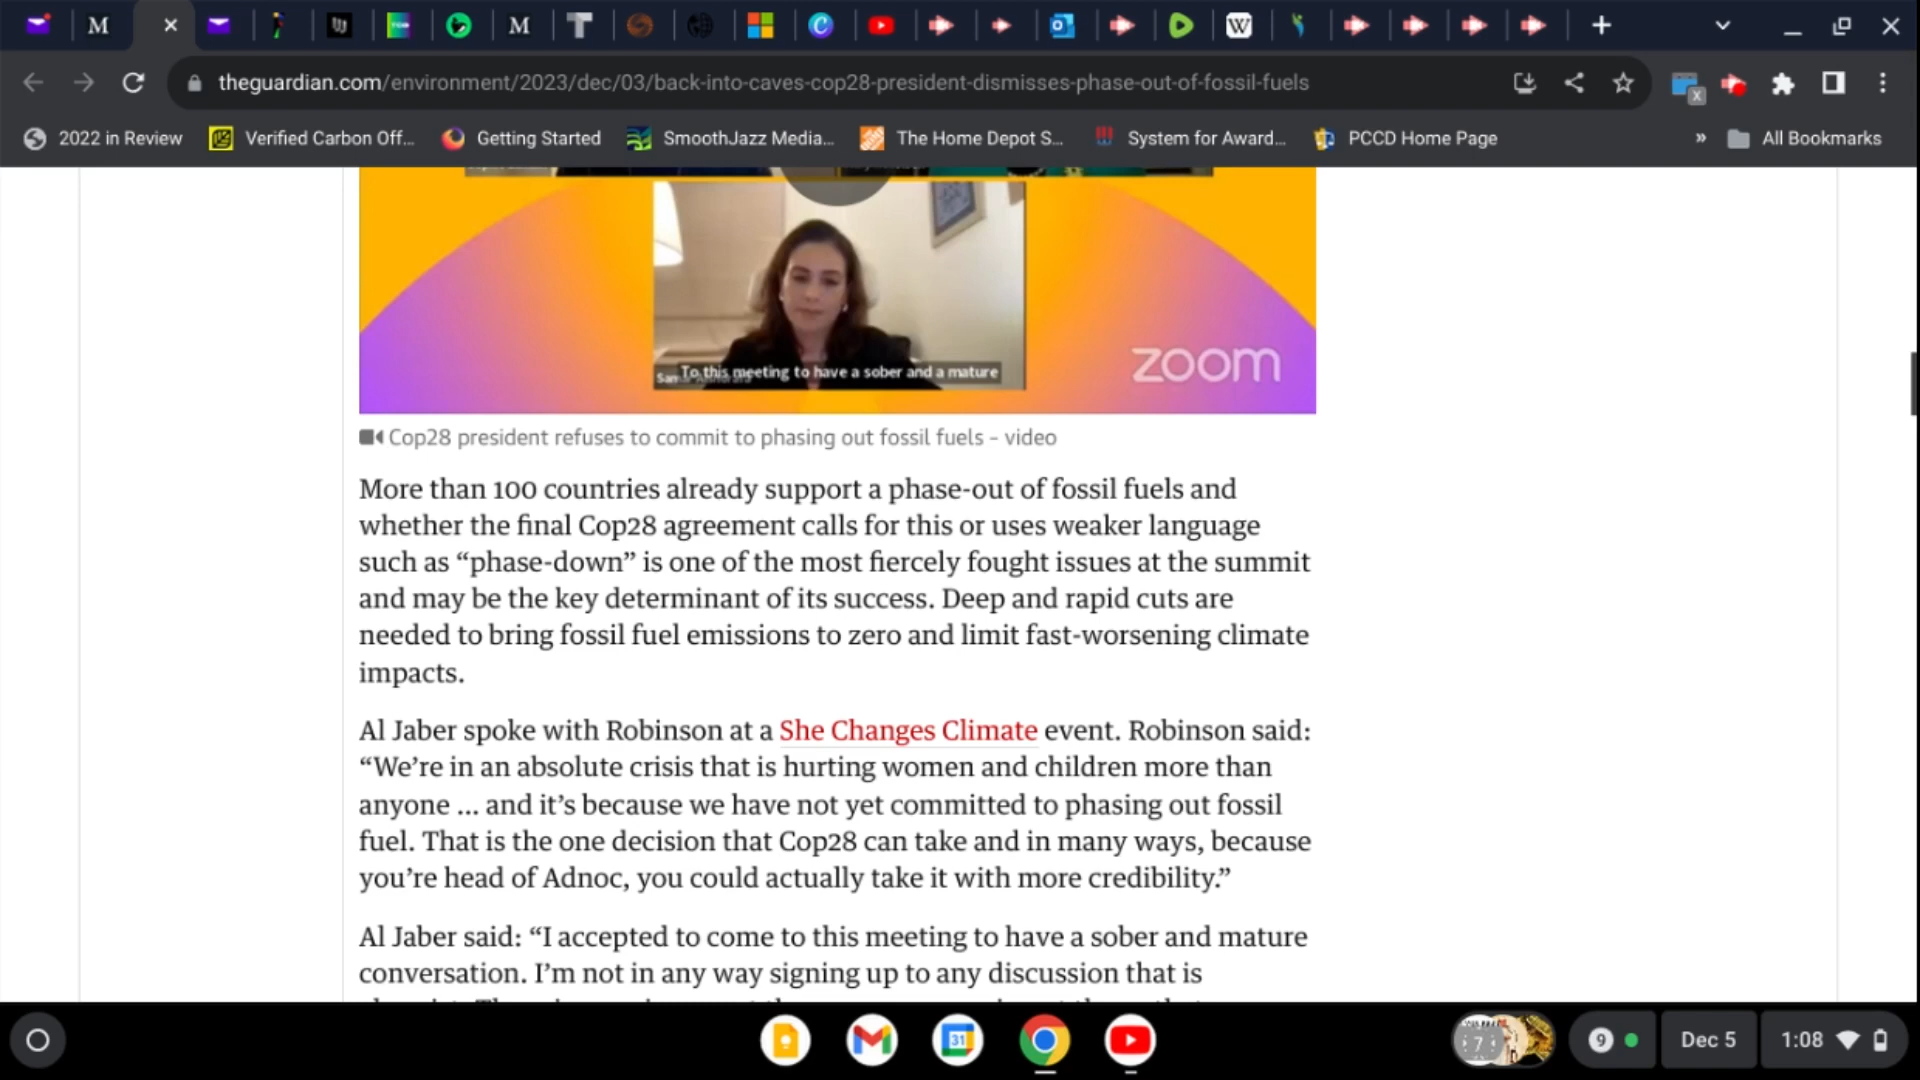 theguardian.com/environment/2023/dec/03/back-into-caves-cop28-president-dismisses-phase-out-of-fossil-fuels
2022 in Review
Verified Carbon Off...
Getting Started
SmoothJazz Media...
The Home Depot S...
System for Award...
PCCD Home Page
»
All Bookmarks
To this meeting to have a sober and a mature
zoom
Cop28 president refuses to commit to phasing out fossil fuels – video
More than 100 countries already support a phase-out of fossil fuels and
whether the final Cop28 agreement calls for this or uses weaker language
such as “phase-down” is one of the most fiercely fought issues at the summit
and may be the key determinant of its success. Deep and rapid cuts are
needed to bring fossil fuel emissions to zero and limit fast-worsening climate
impacts.
Al Jaber spoke with Robinson at a She Changes Climate event. Robinson said:
“We’re in an absolute crisis that is hurting women and children more than
anyone ... and it’s because we have not yet committed to phasing out fossil
fuel. That is the one decision that Cop28 can take and in many ways, because
you’re head of Adnoc, you could actually take it with more credibility.”
Al Jaber said: “I accepted to come to this meeting to have a sober and mature
conversation. I’m not in any way signing up to any discussion that is
31
7
9
Dec 5
1:08